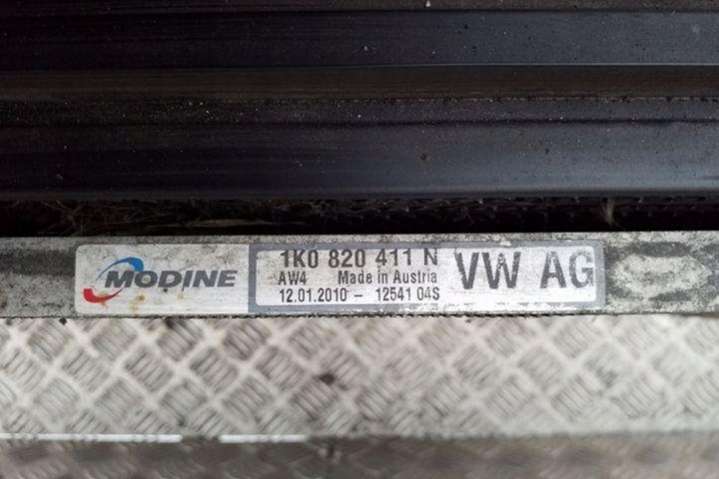 MODINE
1K0 820 411 N
AW4 Made in Austria
12.01.2010 - 12541 04S
VW AG